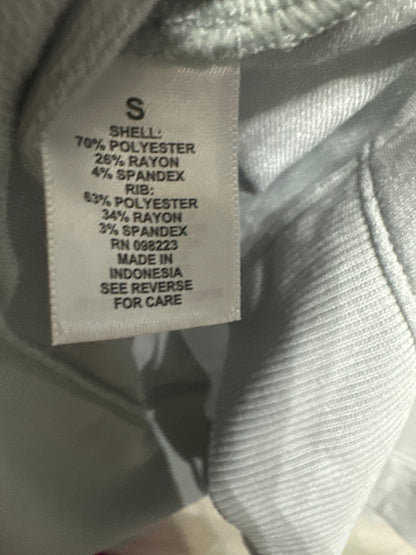 S
SHELL:
70% POLYESTER
26% RAYON
4% SPANDEX
RIB:
63% POLYESTER
34% RAYON
3% SPANDEX
RN 098223
MADE IN
INDONESIA
SEE REVERSE
FOR CARE